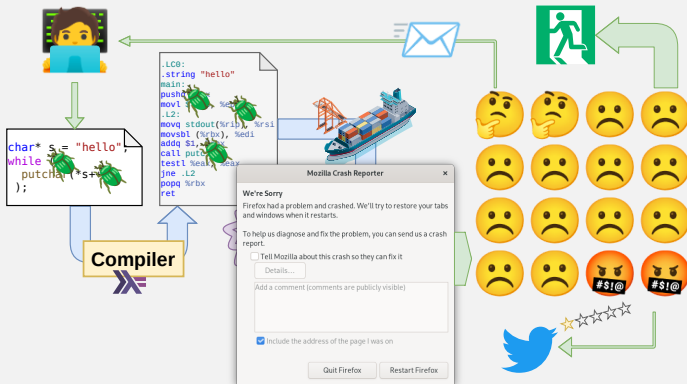 .LC0:
.string "hello"
main:
movl
.L2:
movq stdout(%rip), %rsi
movsbl (%rbx), %edi
addq $1,
call
testl %eax, %eax
jne .L2
popq %rbx
ret
char* s = "hello";
while
(*s+
);
Compiler
Mozilla Crash Reporter ×
We're Sorry
Firefox had a problem and crashed. We'll try to restore your tabs
and windows when it restarts.
To help us diagnose and fix the problem, you can send us a crash
report.
Tell Mozilla about this crash so they can fix it
Details...
Add a comment (comments are publicly visible)
Include the address of the page I was on
Quit Firefox Restart Firefox
#$!@ #$!@